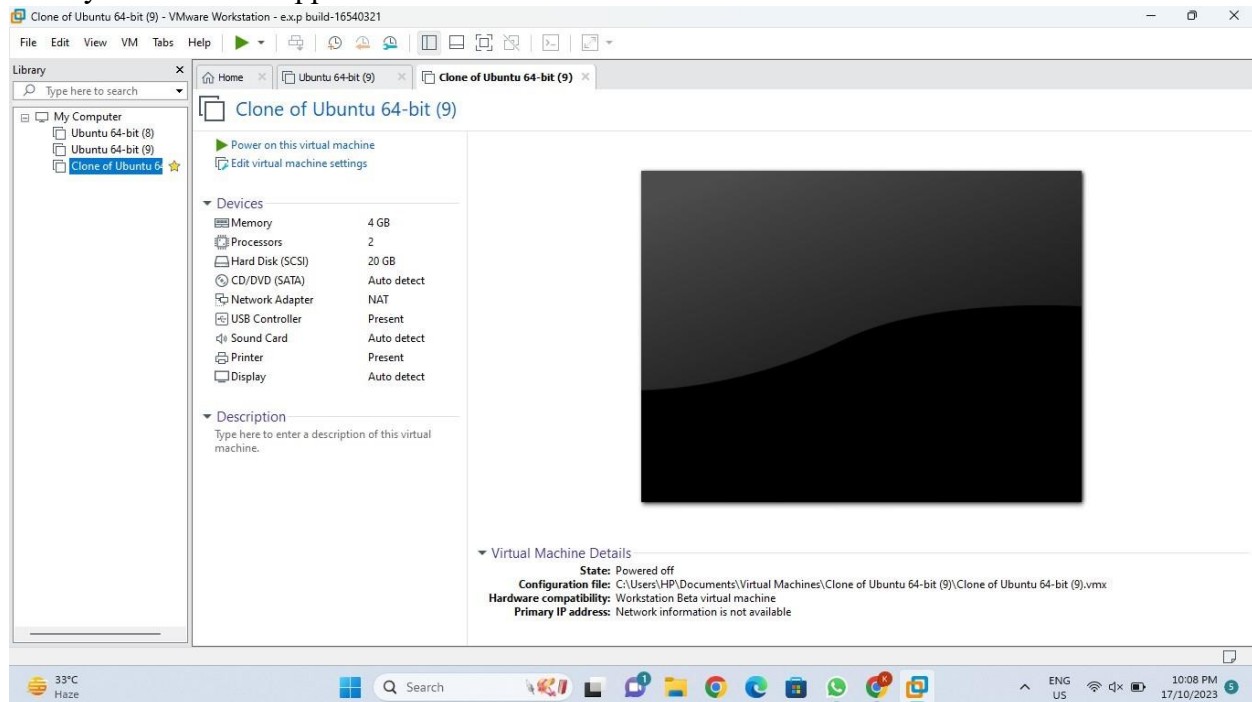 Clone of Ubuntu 64-bit (9) - VMware Workstation - e.x.p build-16540321
File Edit View VM Tabs Help
Library
Type here to search
My Computer
Ubuntu 64-bit (8)
Ubuntu 64-bit (9)
Clone of Ubuntu 64
Home
Ubuntu 64-bit (9)
Clone of Ubuntu 64-bit (9)
Clone of Ubuntu 64-bit (9)
Power on this virtual machine
Edit virtual machine settings
Devices
Memory 4 GB
Processors 2
Hard Disk (SCSI) 20 GB
CD/DVD (SATA) Auto detect
Network Adapter NAT
USB Controller Present
Sound Card Auto detect
Printer Present
Display Auto detect
Description
Type here to enter a description of this virtual
machine.
Virtual Machine Details
State: Powered off
Configuration file: C:\Users\HP\Documents\Virtual Machines\Clone of Ubuntu 64-bit (9)\Clone of Ubuntu 64-bit (9).vmx
Hardware compatibility: Workstation Beta virtual machine
Primary IP address: Network information is not available
33°C
Haze
Search
1
K
ENG
US
10:08 PM
17/10/2023
5